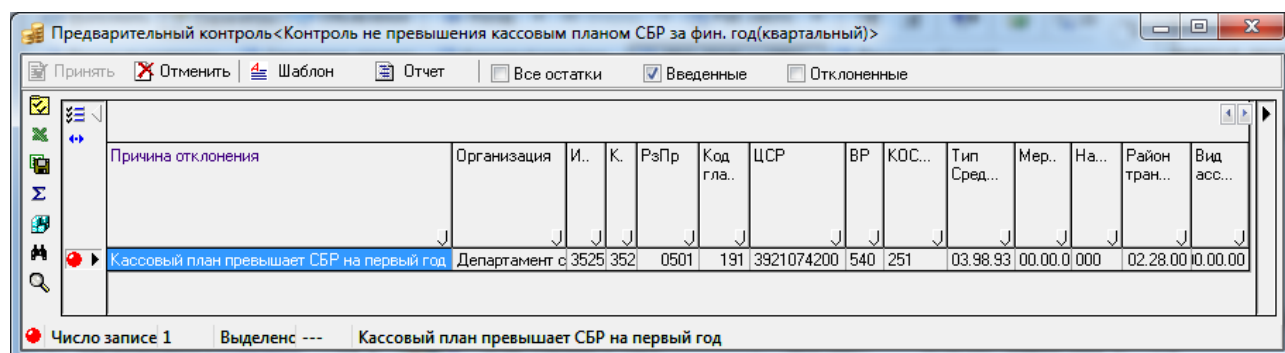 Предварительный контроль<Контроль не превышения кассовым планом СБР за фин. год(квартальный)>
Принять Отменить Шаблон Отчет Все остатки Введенные Отклоненные
Причина отклонения Организация И.. К. РзПр Код гла.. ЦСР ВР КОС... Тип Сред... Мер.. На... Район тран... Вид асс...
Кассовый план превышает СБР на первый год Департамент с 3525 352 0501 191 3921074200 540 251 03.98.93 00.00.0 000 02.28.00 00.00.00
Число записе 1 Выделенс --- Кассовый план превышает СБР на первый год